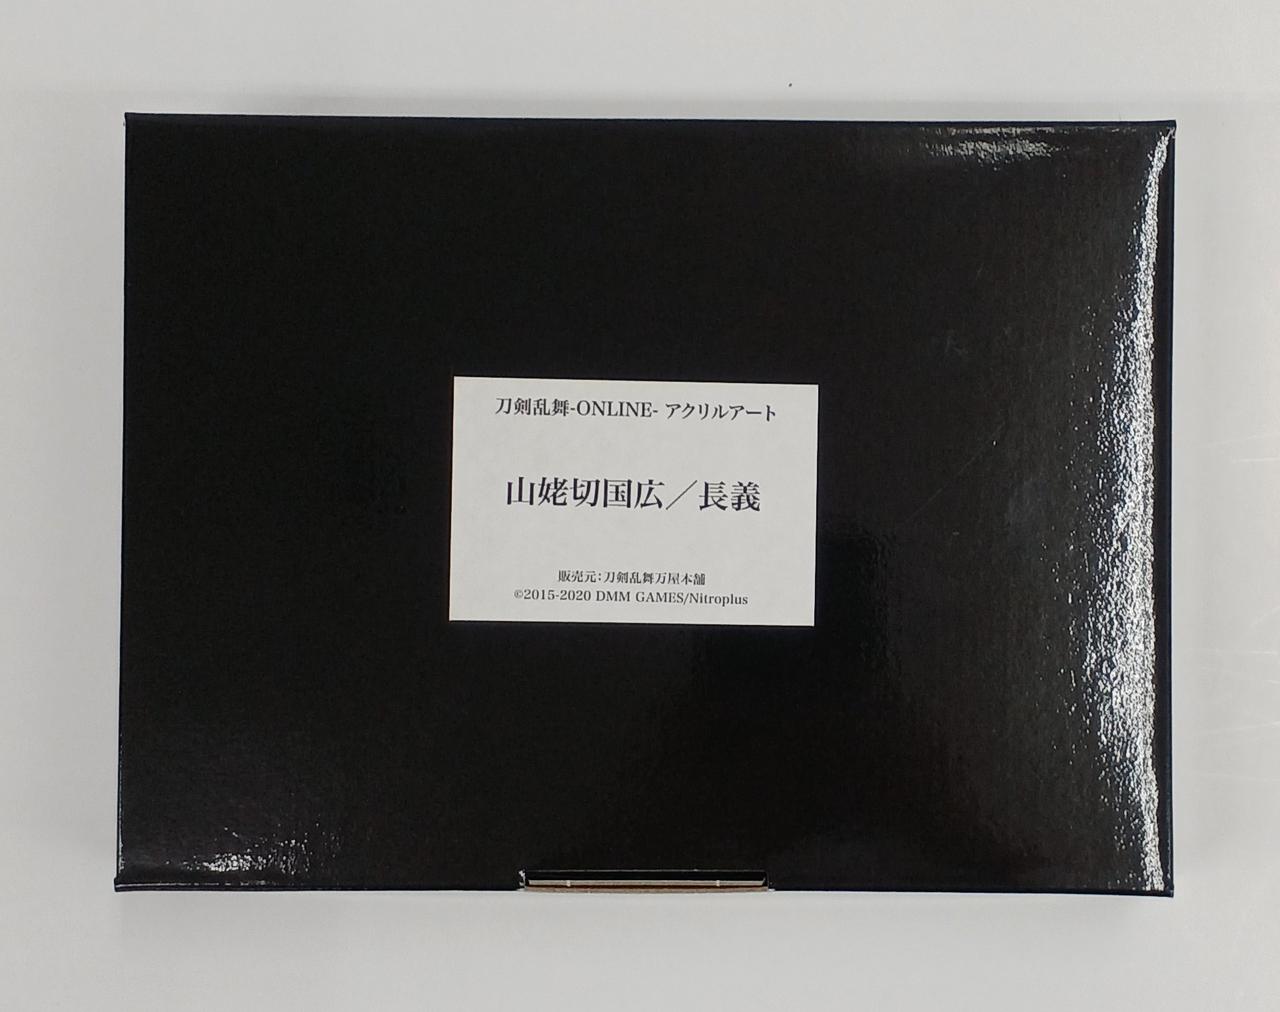 刀剣乱舞-ONLINE- アクリルアート
山姥切国広／長義
販売元：刀剣乱舞万屋本舗
©2015-2020 DMM GAMES/Nitroplus